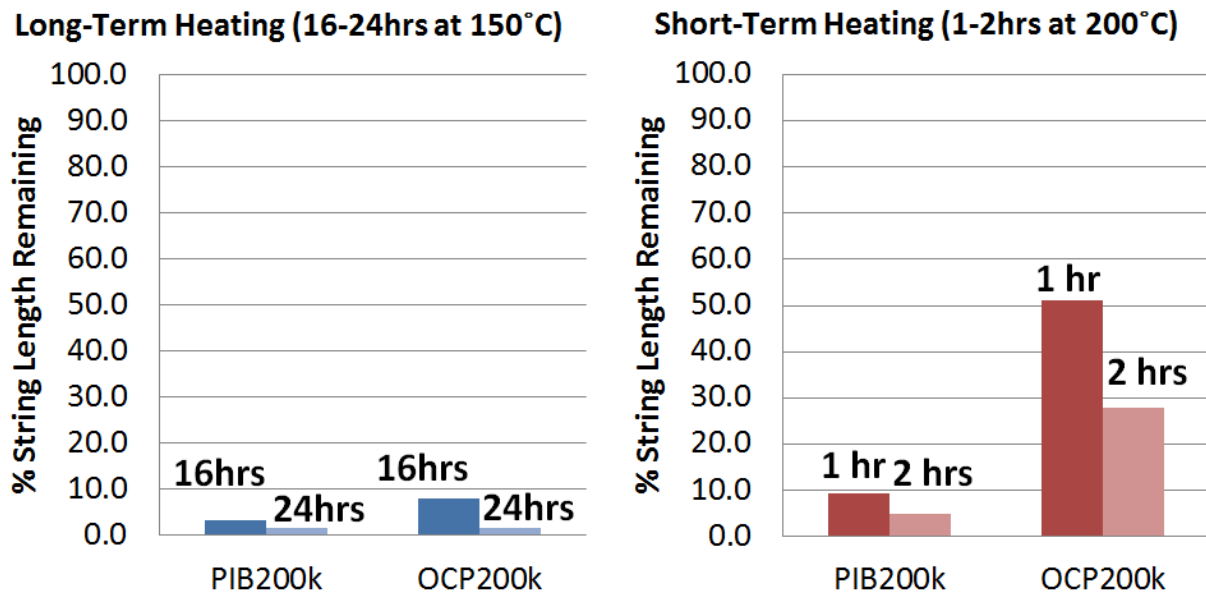 Long-Term Heating (16-24hrs at 150˚C)
% String Length Remaining
100.0
90.0
80.0
70.0
60.0
50.0
40.0
30.0
20.0
10.0
0.0
16hrs
24hrs
16hrs
24hrs
PIB200k
OCP200k
Short-Term Heating (1-2hrs at 200˚C)
% String Length Remaining
100.0
90.0
80.0
70.0
60.0
50.0
40.0
30.0
20.0
10.0
0.0
1 hr
2 hrs
1 hr
2 hrs
PIB200k
OCP200k